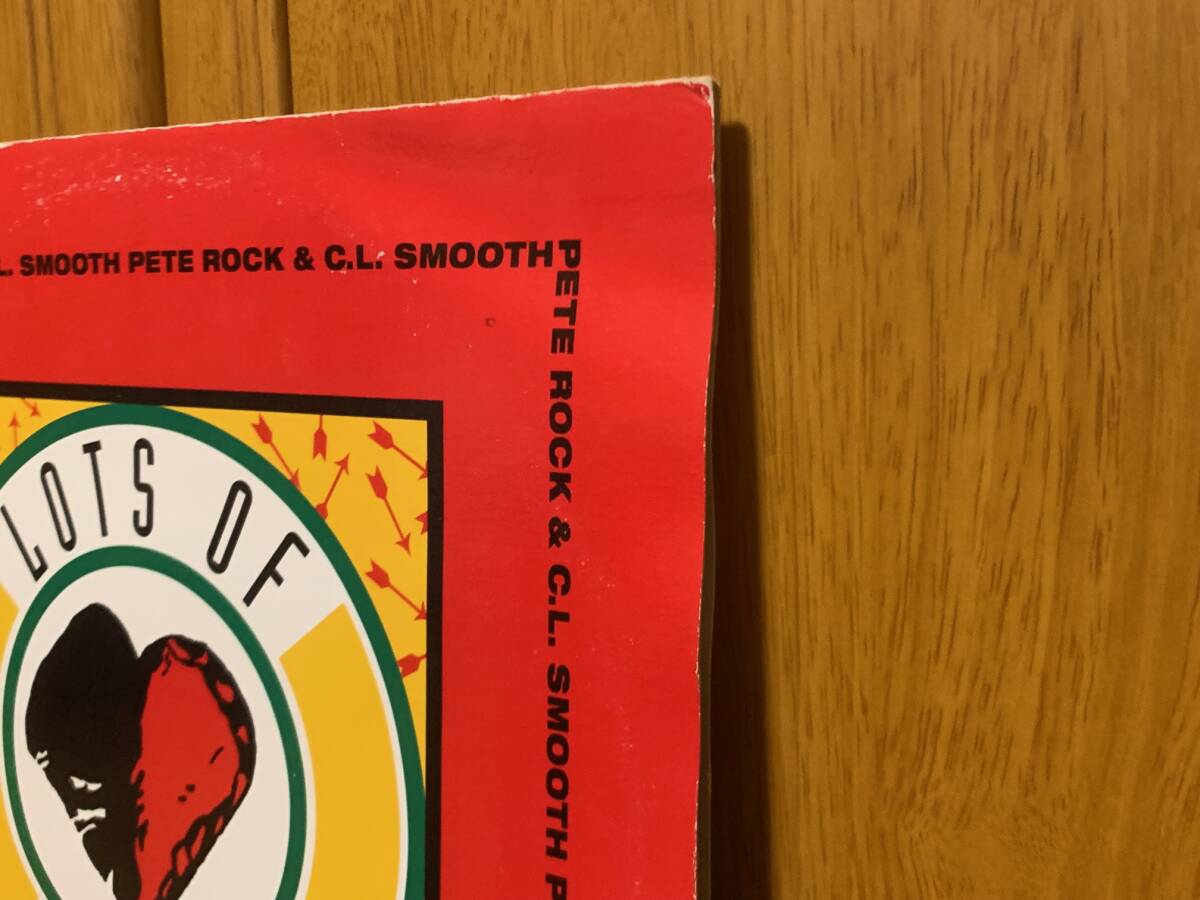 L. SMOOTH PETE ROCK & C.L. SMOOTH
PETE ROCK & C.L. SMOOTH P
LOTS OF